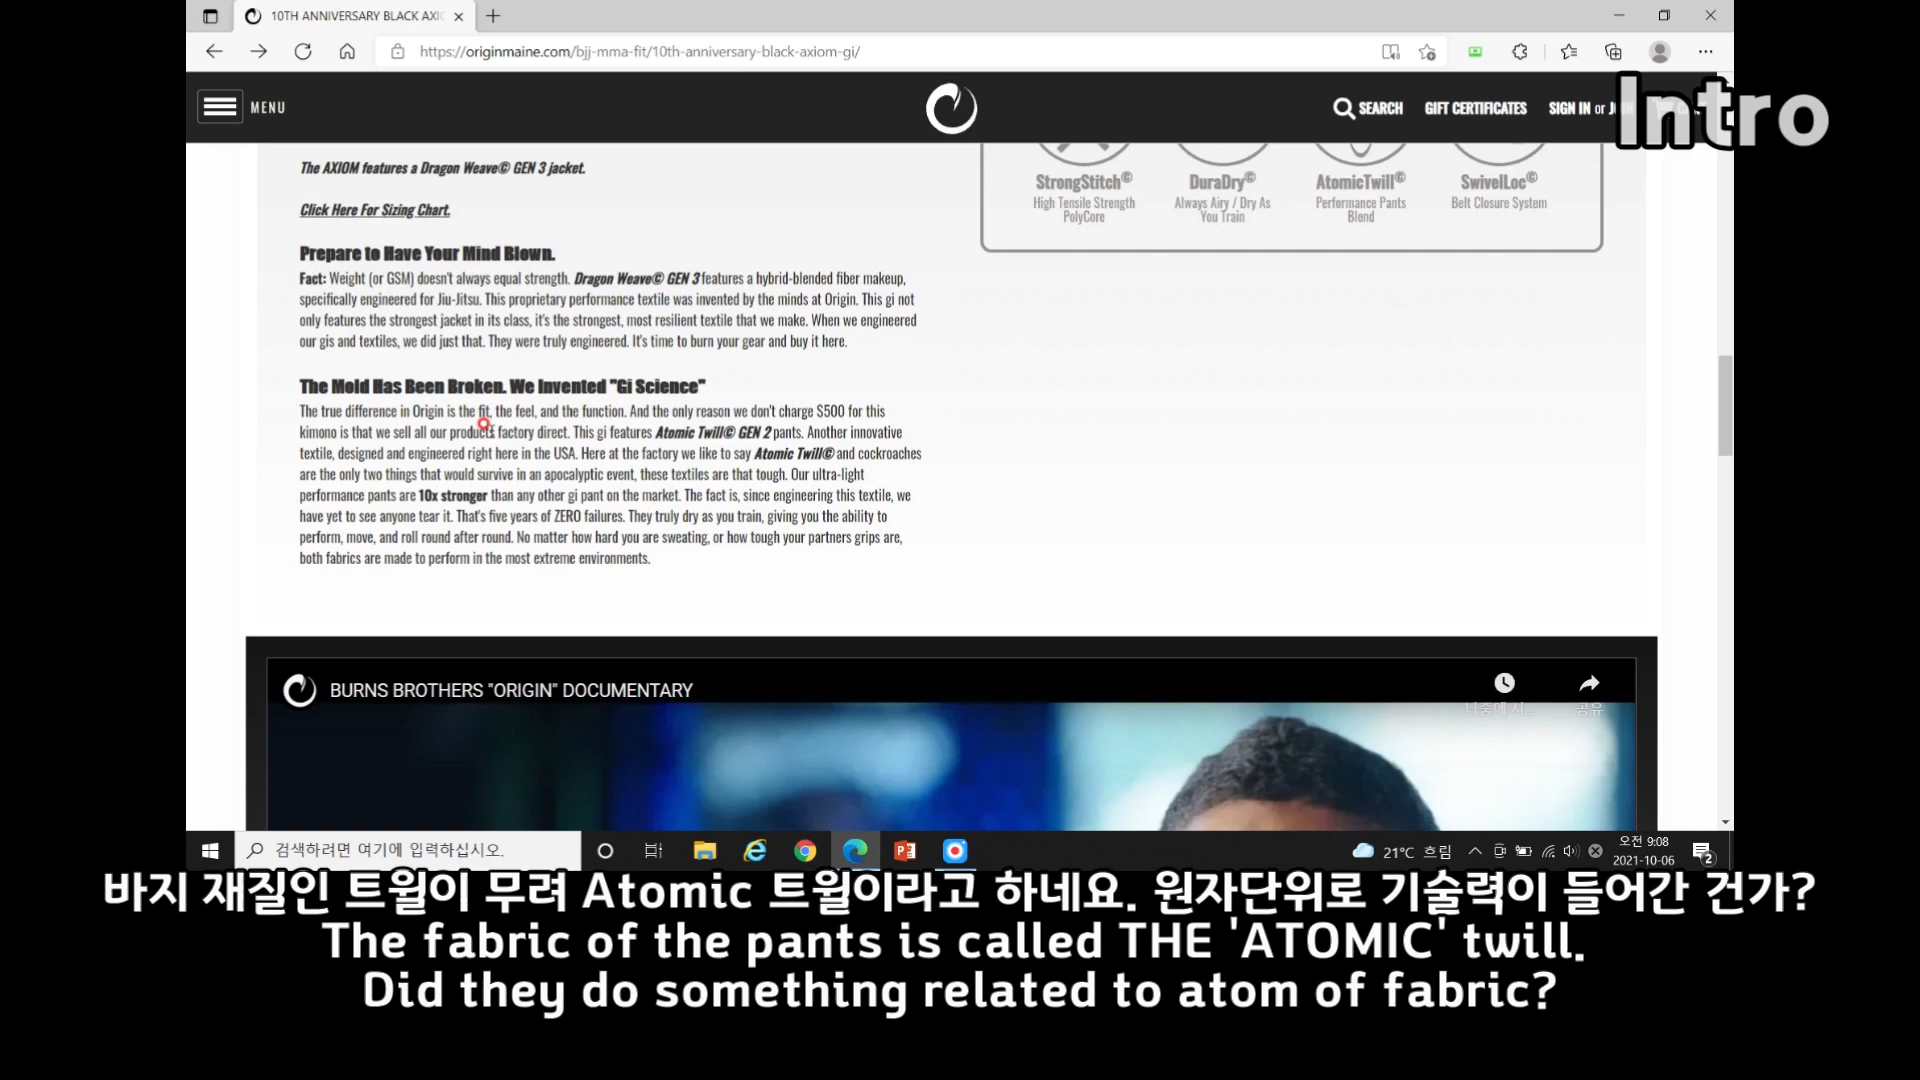 10TH ANNIVERSARY BLACK AXIO
https://originmaine.com/bjj-mma-fit/10th-anniversary-black-axiom-gi/
Intro
MENU
SEARCH
GIFT CERTIFICATES
SIGN IN or
The AXIOM features a Dragon Weave© GEN 3 jacket.
Click Here For Sizing Chart.
StrongStitch©
High Tensile Strength
PolyCore
DuraDry©
Always Airy / Dry As
You Train
AtomicTwill©
Performance Pants
Blend
SwivelLoc©
Belt Closure System
Prepare to Have Your Mind Blown.
Fact: Weight (or GSM) doesn't always equal strength. Dragon Weave© GEN 3 features a hybrid-blended fiber makeup,
specifically engineered for Jiu-Jitsu. This proprietary performance textile was invented by the minds at Origin. This gi not
only features the strongest jacket in its class, it's the strongest, most resilient textile that we make. When we engineered
our gis and textiles, we did just that. They were truly engineered. It's time to burn your gear and buy it here.
The Mold Has Been Broken. We Invented "Gi Science"
The true difference in Origin is the fit, the feel, and the function. And the only reason we don't charge $500 for this
kimono is that we sell all our products factory direct. This gi features Atomic Twill© GEN 2 pants. Another innovative
textile, designed and engineered right here in the USA. Here at the factory we like to say Atomic Twill© and cockroaches
are the only two things that would survive in an apocalyptic event, these textiles are that tough. Our ultra-light
performance pants are 10x stronger than any other gi pant on the market. The fact is, since engineering this textile, we
have yet to see anyone tear it. That's five years of ZERO failures. They truly dry as you train, giving you the ability to
perform, move, and roll round after round. No matter how hard you are sweating, or how tough your partners grips are,
both fabrics are made to perform in the most extreme environments.
BURNS BROTHERS "ORIGIN" DOCUMENTARY
나중에 시...
공유
검색하려면 여기에 입력하십시오.
21°C 흐림
오전 9:08
2021-10-06
2
바지 재질인 트윌이 무려 Atomic 트윌이라고 하네요. 원자단위로 기술력이 들어간 건가?
The fabric of the pants is called THE 'ATOMIC' twill.
Did they do something related to atom of fabric?